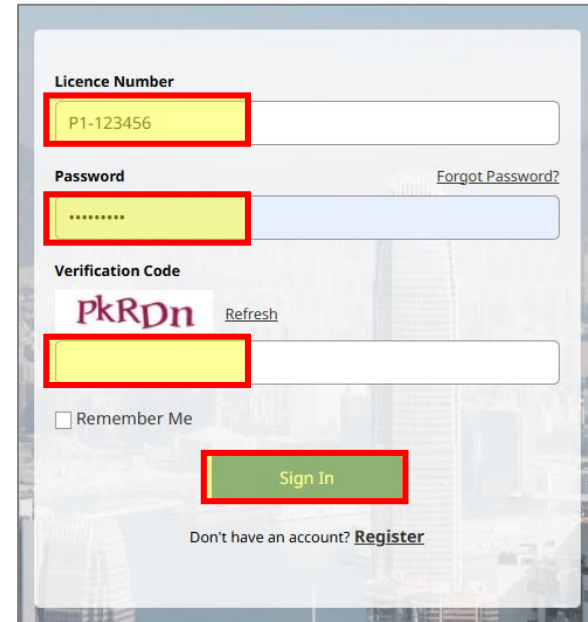 Licence Number
P1-123456
Password Forgot Password?
•••••••••
Verification Code
PkRDn Refresh
Remember Me
Sign In
Don't have an account? Register